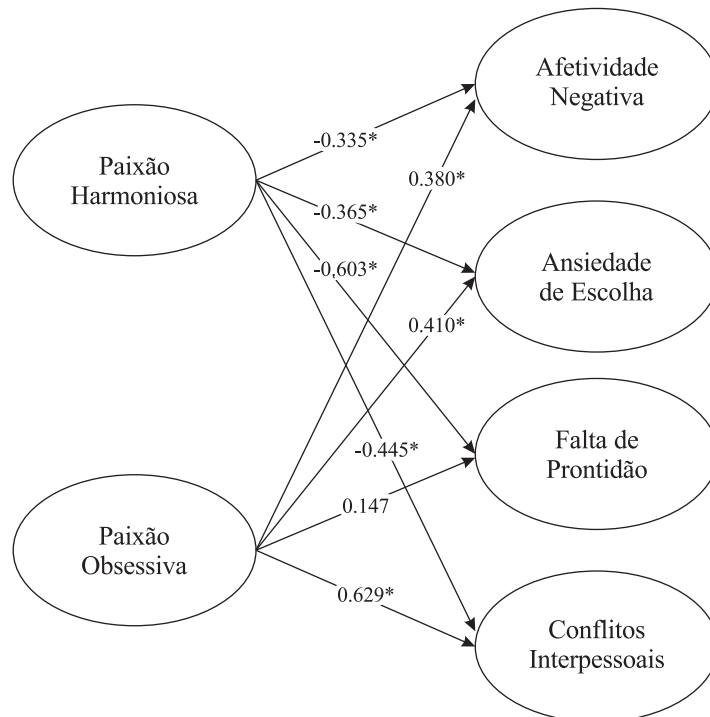 Afetividade
Negativa
Paixão
Harmoniosa
-0.335*
0.380*
-0.365*
-0.603*
Ansiedade
de Escolha
0.410*
-0.445*
Falta de
Prontidão
0.147
Paixão
Obsessiva
0.629*
Conflitos
Interpessoais